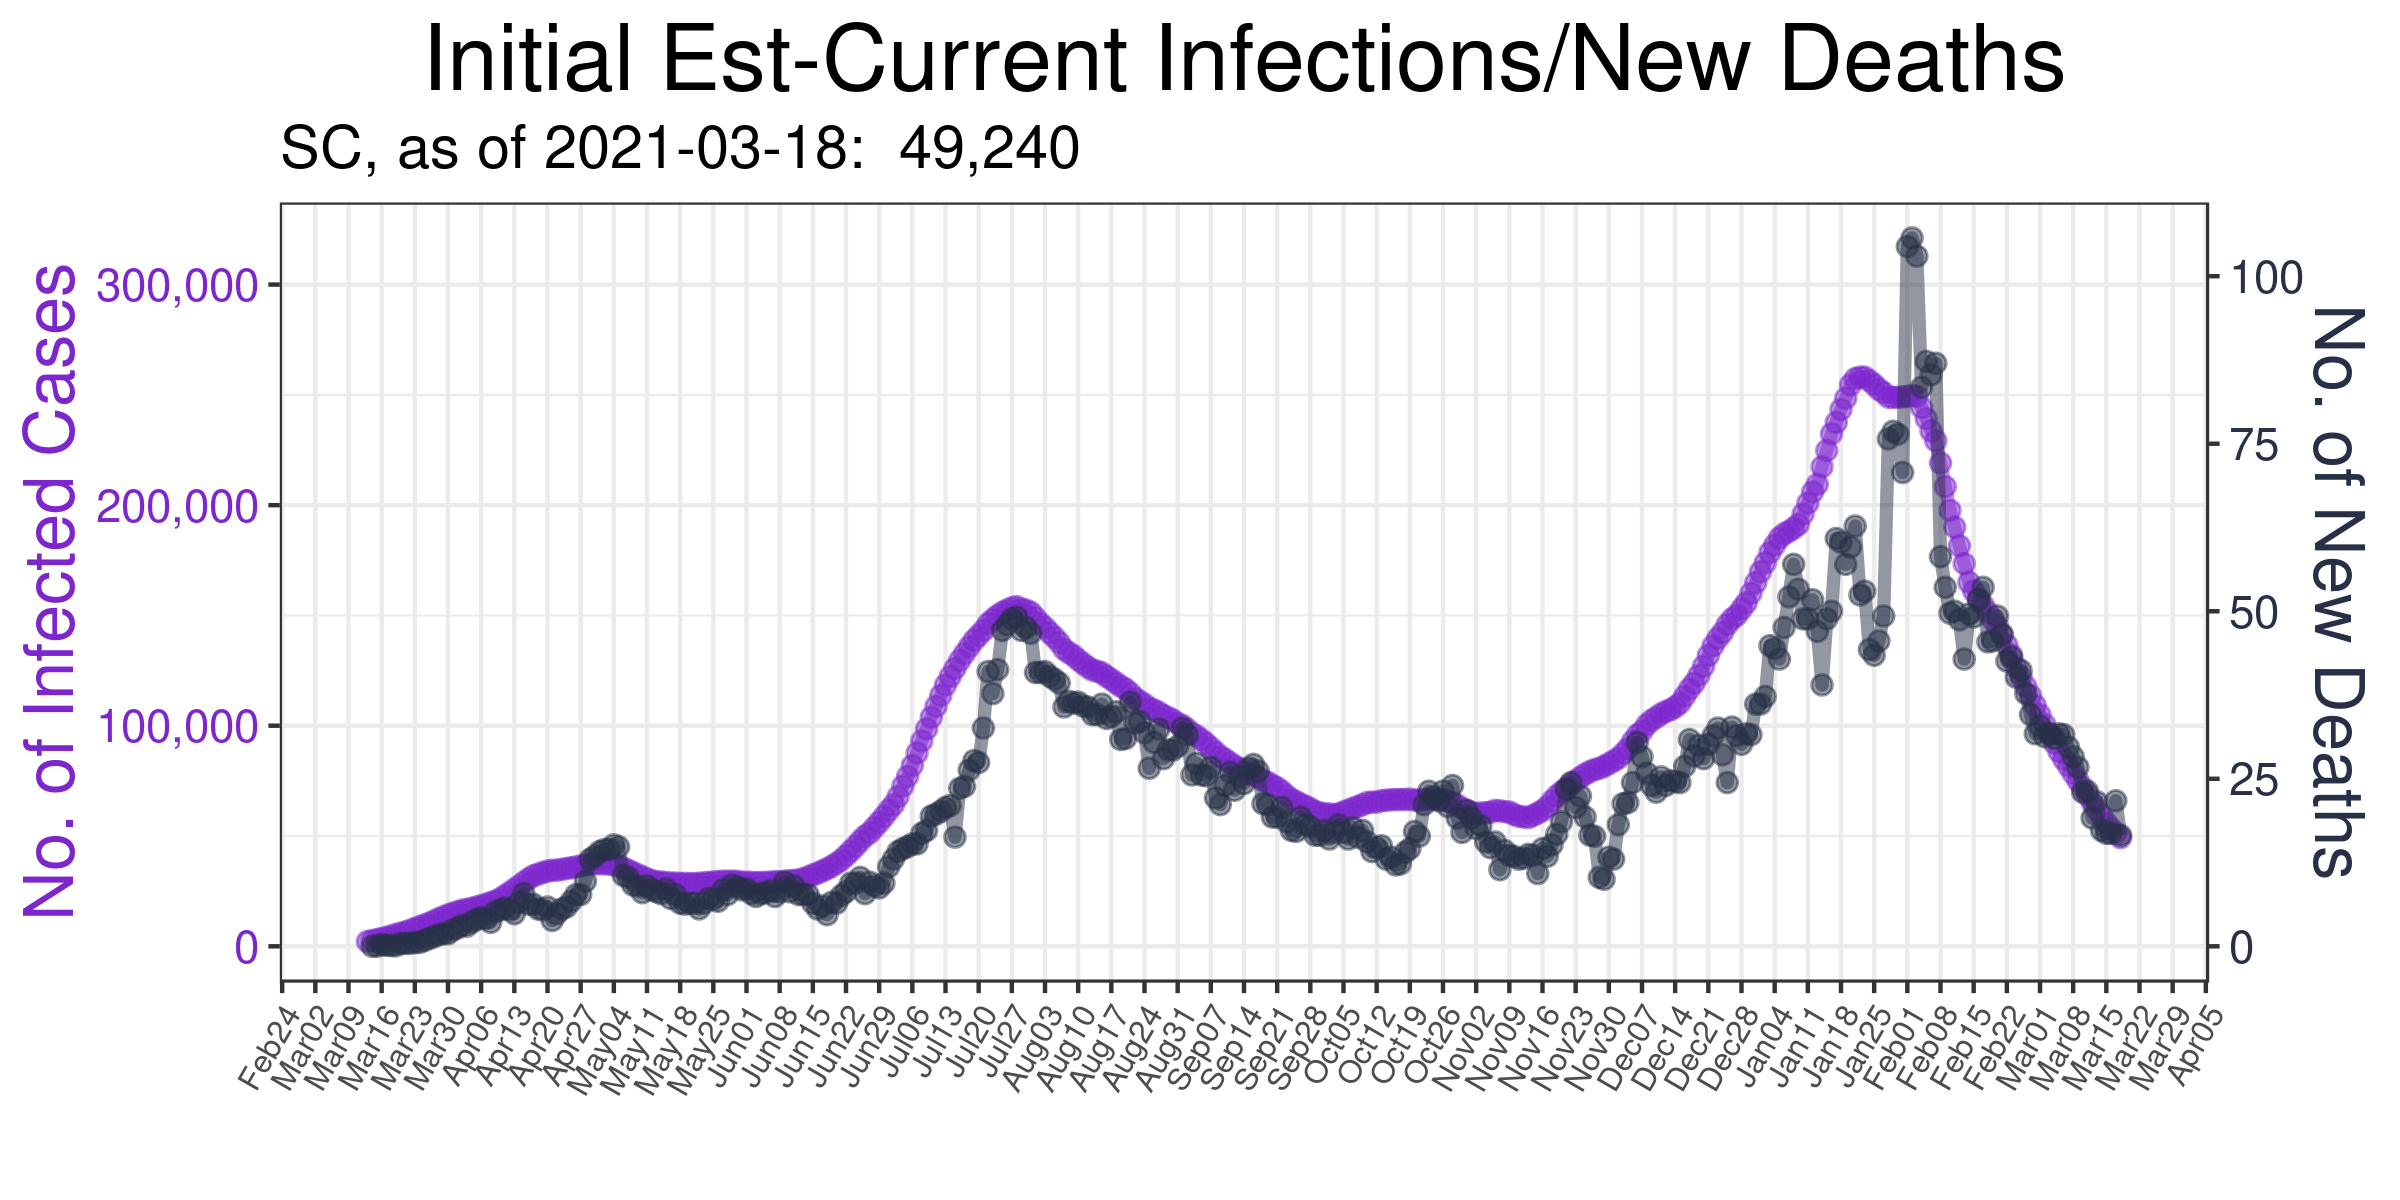 Initial Est-Current Infections/New Deaths
SC, as of 2021-03-18:  49,240
No. of Infected Cases
300,000
200,000
100,000
0
100
75
50
25
0
No. of New Deaths
Feb24
Mar02
Mar09
Mar16
Mar23
Mar30
Apr06
Apr13
Apr20
Apr27
May04
May11
May18
May25
Jun01
Jun08
Jun15
Jun22
Jun29
Jul06
Jul13
Jul20
Jul27
Aug03
Aug10
Aug17
Aug24
Aug31
Sep07
Sep14
Sep21
Sep28
Oct05
Oct12
Oct19
Oct26
Nov02
Nov09
Nov16
Nov23
Nov30
Dec07
Dec14
Dec21
Dec28
Jan04
Jan11
Jan18
Jan25
Feb01
Feb08
Feb15
Feb22
Mar01
Mar08
Mar15
Mar22
Mar29
Apr05